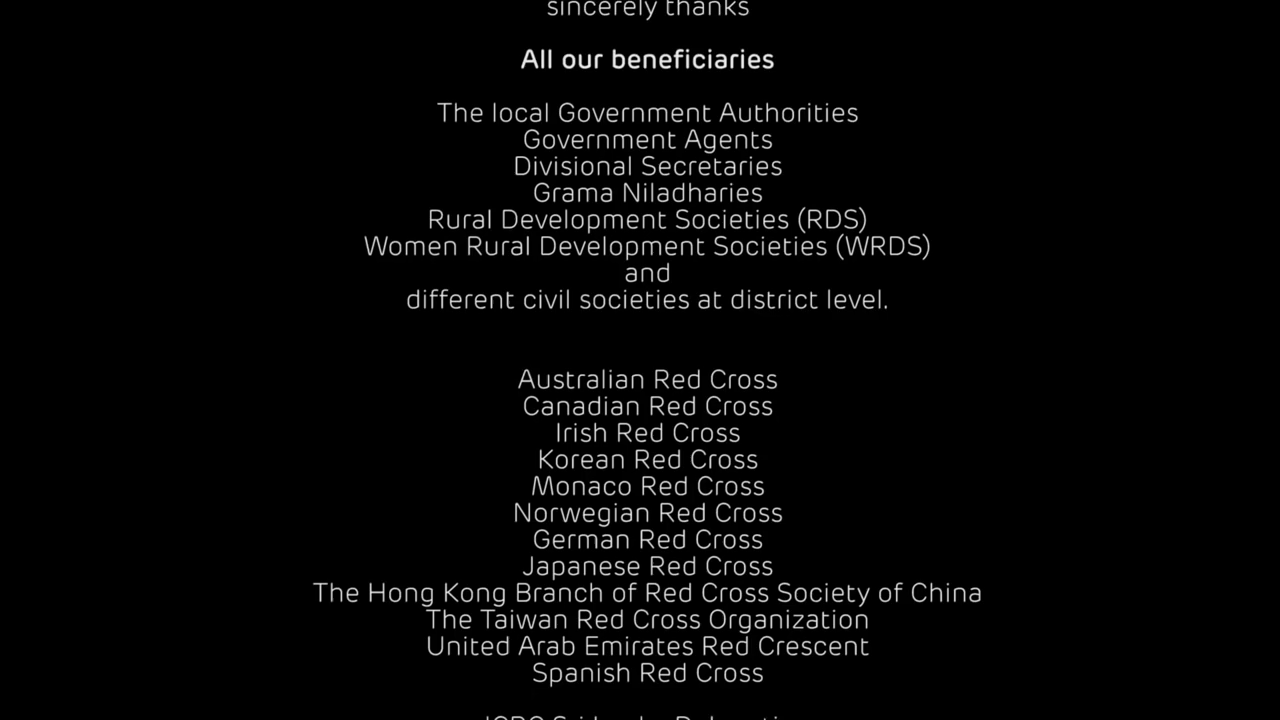 sincerely thanks
All our beneficiaries
The local Government Authorities
Government Agents
Divisional Secretaries
Grama Niladharies
Rural Development Societies (RDS)
Women Rural Development Societies (WRDS)
and
different civil societies at district level.
Australian Red Cross
Canadian Red Cross
Irish Red Cross
Korean Red Cross
Monaco Red Cross
Norwegian Red Cross
German Red Cross
Japanese Red Cross
The Hong Kong Branch of Red Cross Society of China
The Taiwan Red Cross Organization
United Arab Emirates Red Crescent
Spanish Red Cross